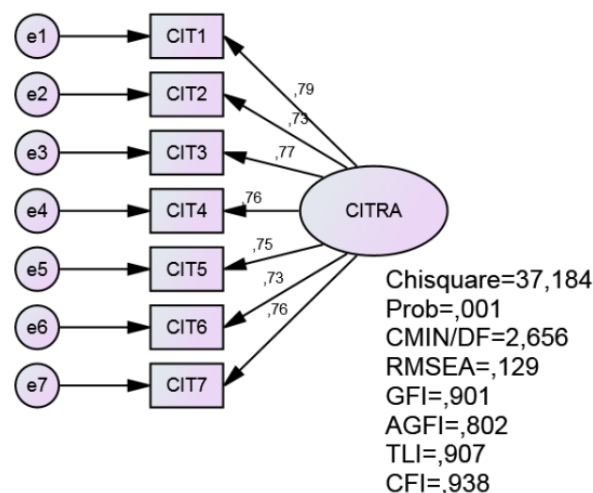 e1
CIT1
,79
e2
CIT2
,73
e3
CIT3
,77
e4
CIT4
,76
CITRA
e5
CIT5
,75
e6
CIT6
,73
e7
CIT7
,76
Chisquare=37,184
Prob=,001
CMIN/DF=2,656
RMSEA=,129
GFI=,901
AGFI=,802
TLI=,907
CFI=,938